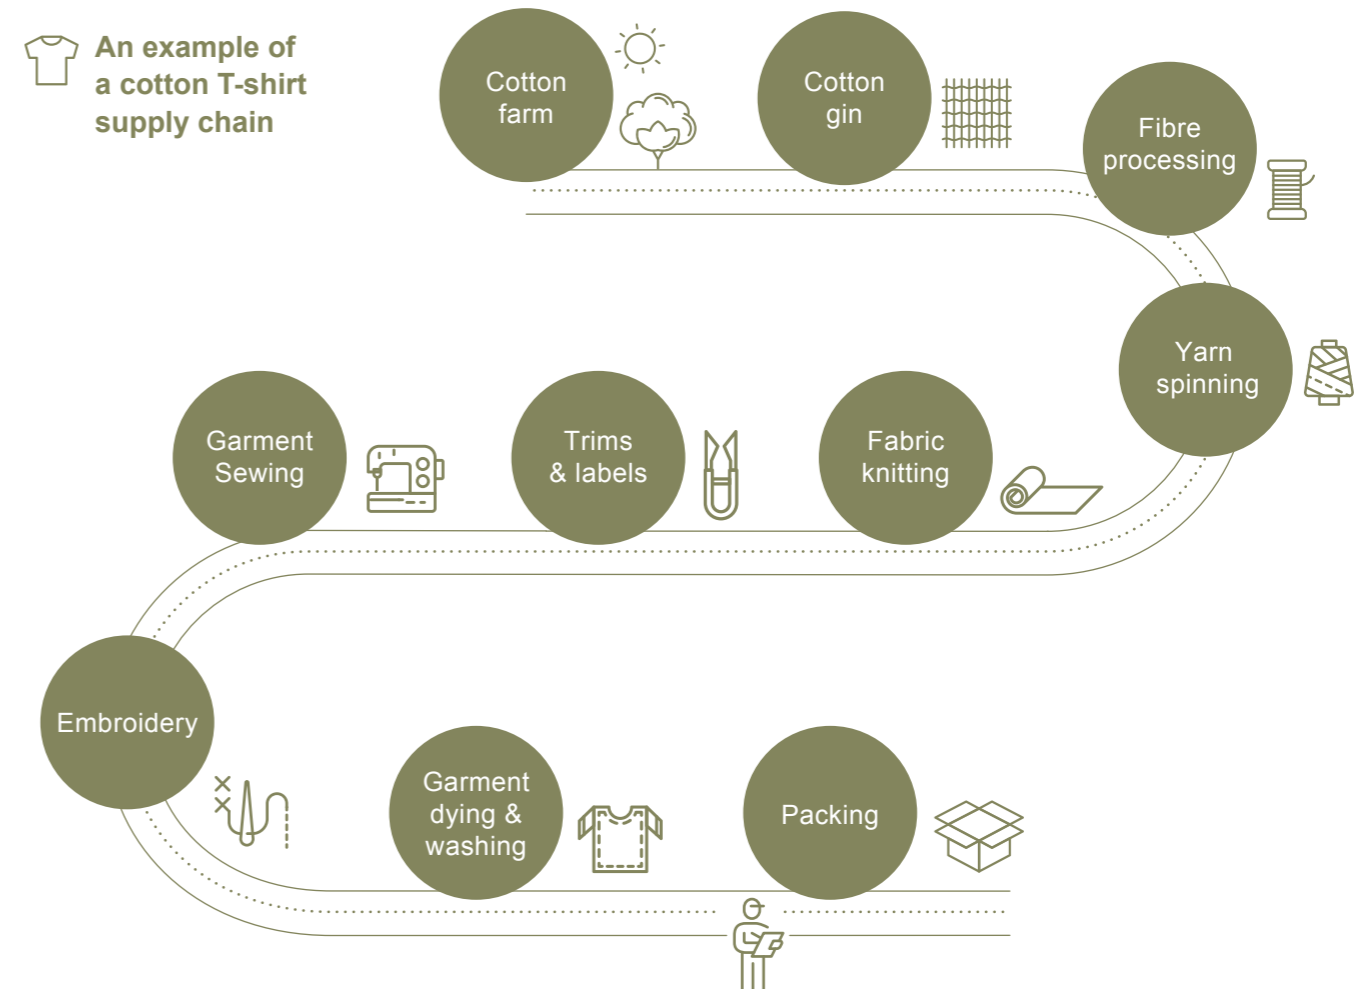 An example of
a cotton T-shirt
supply chain
Cotton
farm
Cotton
gin
Fibre
processing
Yarn
spinning
Fabric
knitting
Trims
& labels
Garment
Sewing
Embroidery
Garment
dying &
washing
Packing